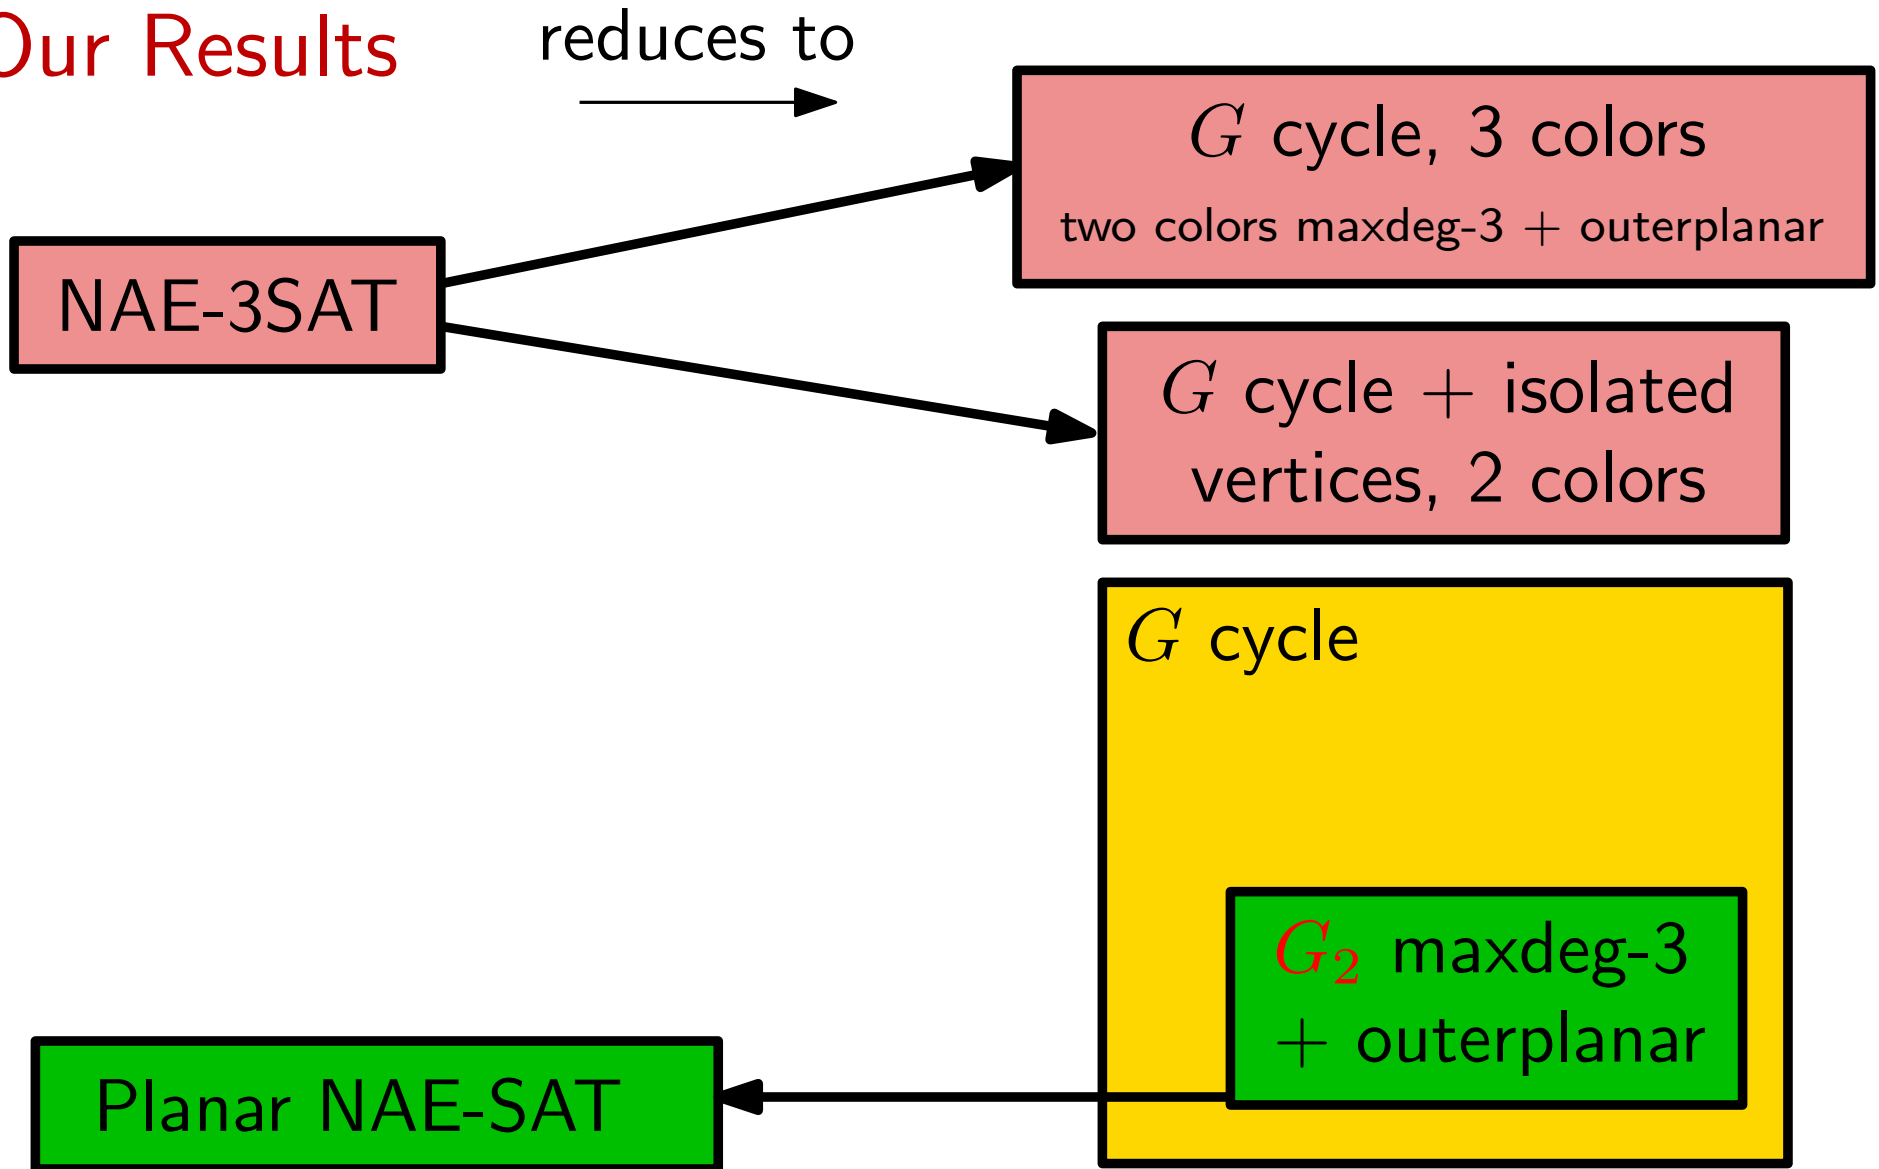 Our Results
reduces to
G cycle, 3 colors
two colors maxdeg-3 + outerplanar
NAE-3SAT
G cycle + isolated
vertices, 2 colors
G cycle
G₂ maxdeg-3
+ outerplanar
Planar NAE-SAT